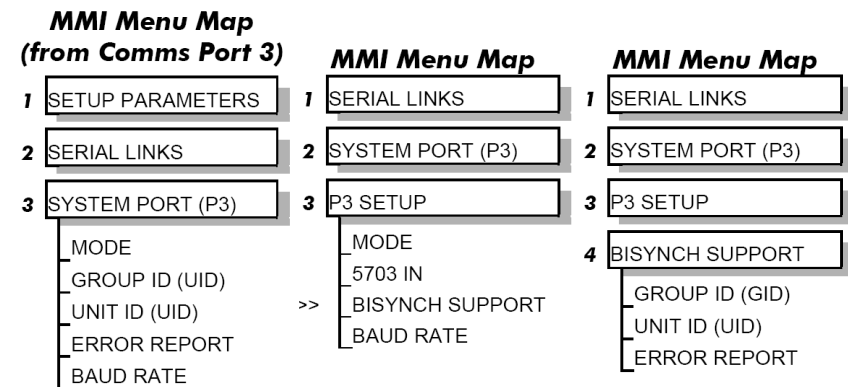 MMI Menu Map
(from Comms Port 3)
1 SETUP PARAMETERS
2 SERIAL LINKS
3 SYSTEM PORT (P3)
MODE
GROUP ID (UID)
UNIT ID (UID)
ERROR REPORT
BAUD RATE
MMI Menu Map
1 SERIAL LINKS
2 SYSTEM PORT (P3)
3 P3 SETUP
MODE
5703 IN
>> BISYNCH SUPPORT
BAUD RATE
MMI Menu Map
1 SERIAL LINKS
2 SYSTEM PORT (P3)
3 P3 SETUP
4 BISYNCH SUPPORT
GROUP ID (GID)
UNIT ID (UID)
ERROR REPORT